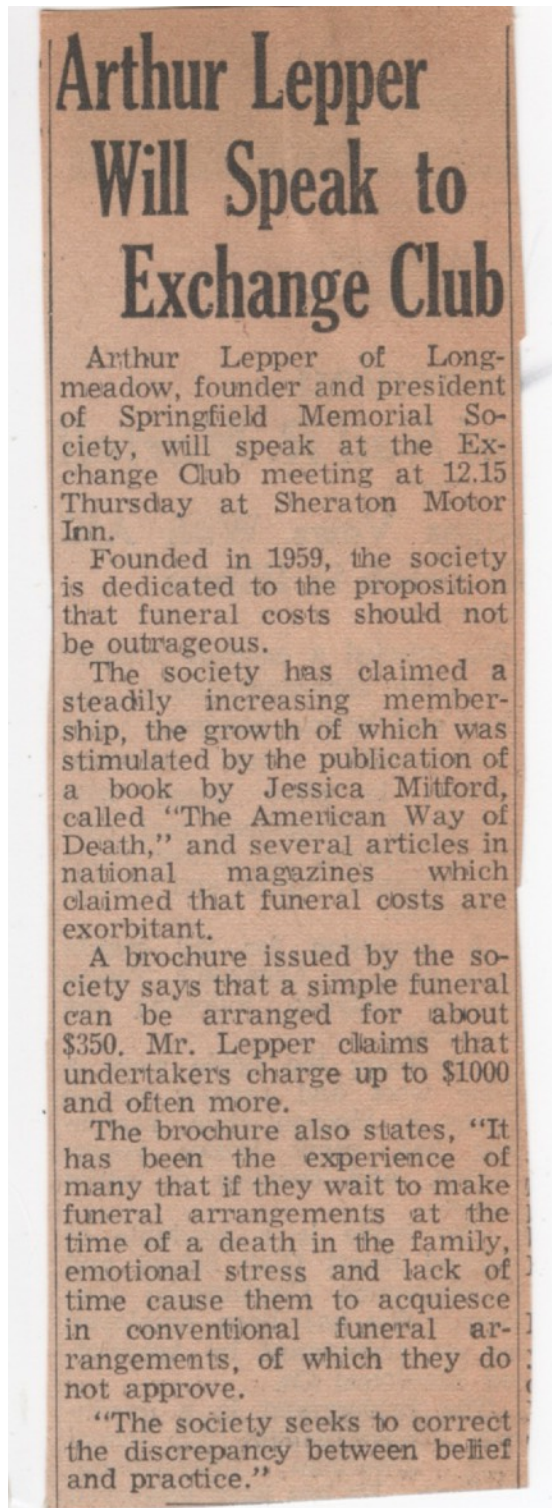 Arthur Lepper
Will Speak to
Exchange Club
Arthur Lepper of Long-
meadow, founder and president
of Springfield Memorial So-
ciety, will speak at the Ex-
change Club meeting at 12.15
Thursday at Sheraton Motor
Inn.
Founded in 1959, the society
is dedicated to the proposition
that funeral costs should not
be outrageous.
The society has claimed a
steadily increasing member-
ship, the growth of which was
stimulated by the publication of
a book by Jessica Mitford,
called “The American Way of
Death,” and several articles in
national magazines which
claimed that funeral costs are
exorbitant.
A brochure issued by the so-
ciety says that a simple funeral
can be arranged for about
$350. Mr. Lepper claims that
undertakers charge up to $1000
and often more.
The brochure also states, “It
has been the experience of
many that if they wait to make
funeral arrangements at the
time of a death in the family,
emotional stress and lack of
time cause them to acquiesce
in conventional funeral ar-
rangements, of which they do
not approve.
“The society seeks to correct
the discrepancy between belief
and practice.”